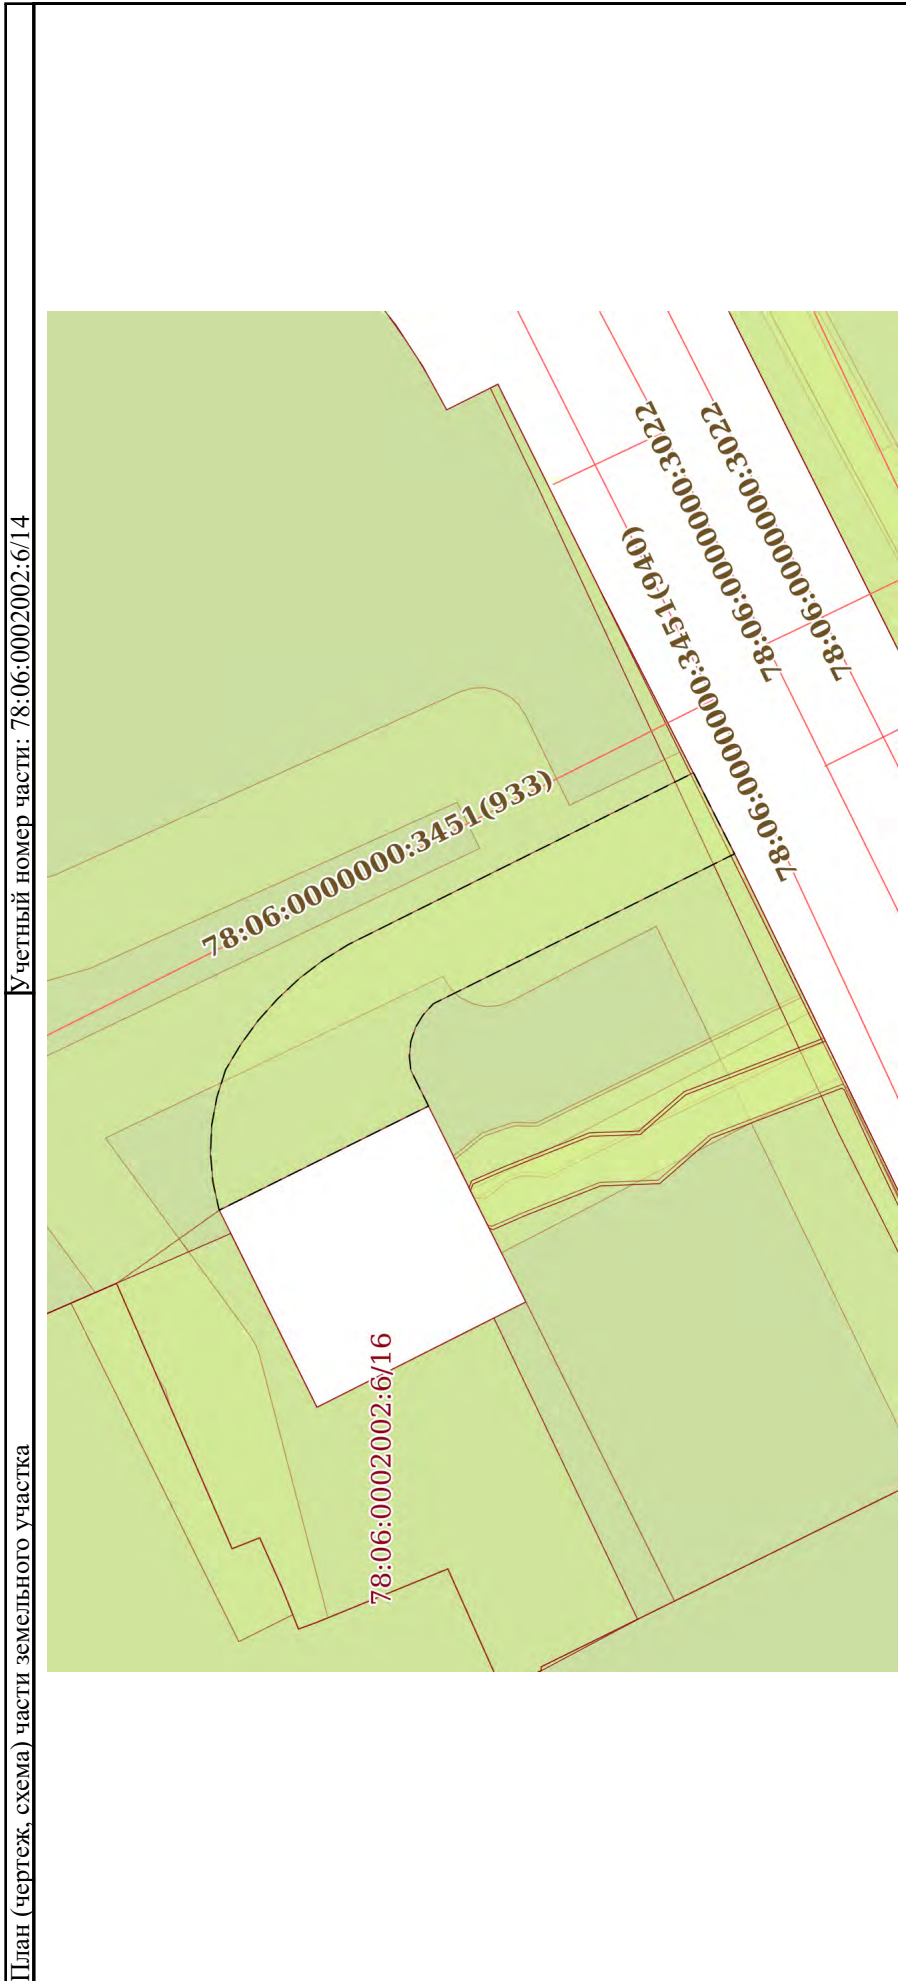 План (чертеж, схема) части земельного участка
Учетный номер части: 78:06:0002002:6/14
78:06:0000000:3451(933)
78:06:0000000:3451(940)
78:06:0000000:3022
78:06:0000000:3022
78:06:0002002:6/16